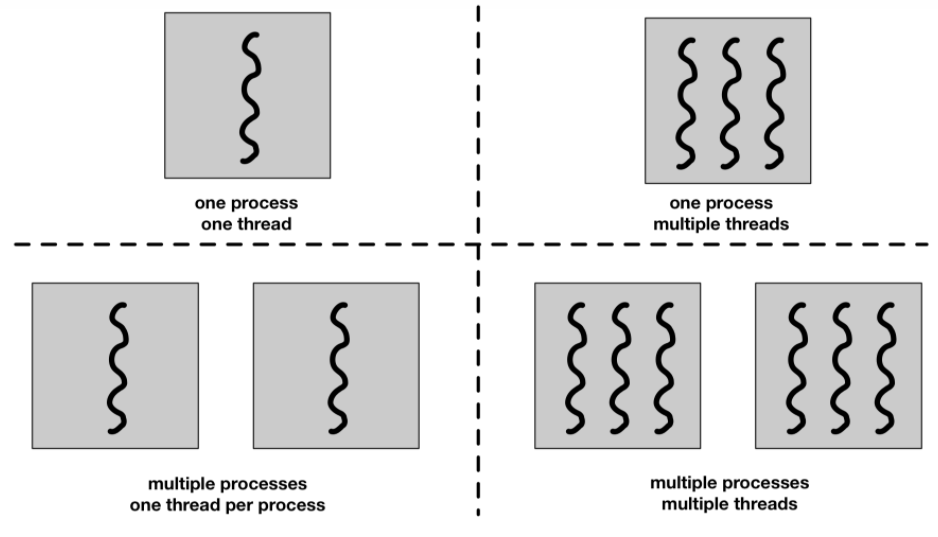 one process
one thread
one process
multiple threads
multiple processes
one thread per process
multiple processes
multiple threads